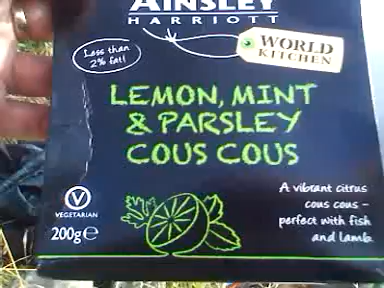 AINSLEY
HARRIOTT
WORLD
KITCHEN
Less than
2% fat!
LEMON, MINT
& PARSLEY
COUS COUS
V
VEGETARIAN
200g e
A vibrant citrus
cous cous -
perfect with fish
and lamb.